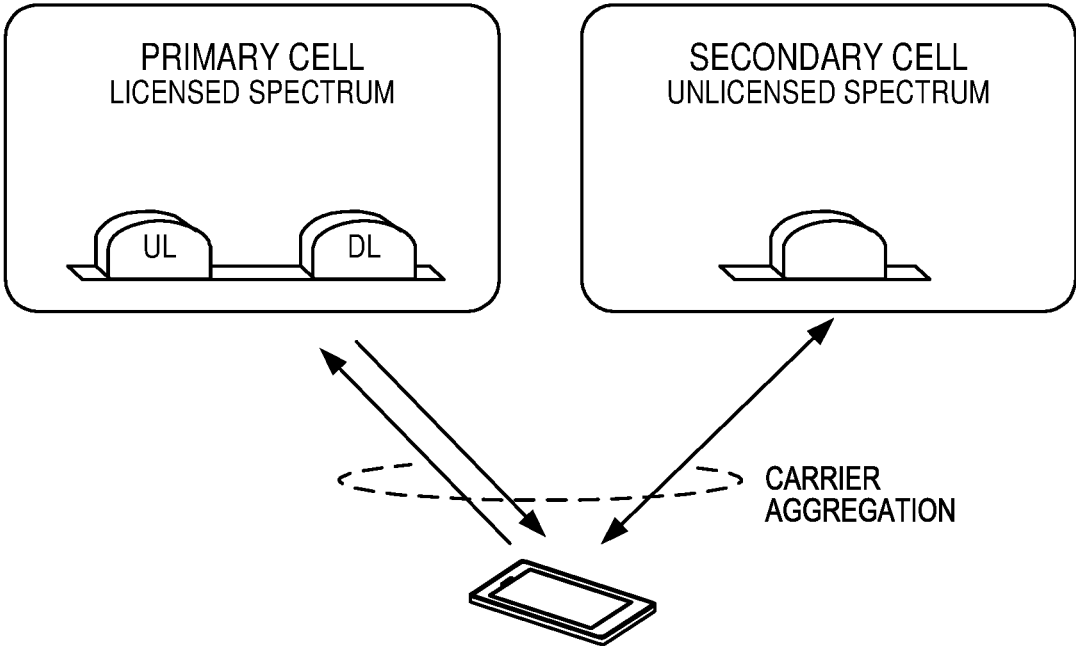 PRIMARY CELL
LICENSED SPECTRUM
UL
DL
SECONDARY CELL
UNLICENSED SPECTRUM
CARRIER
AGGREGATION